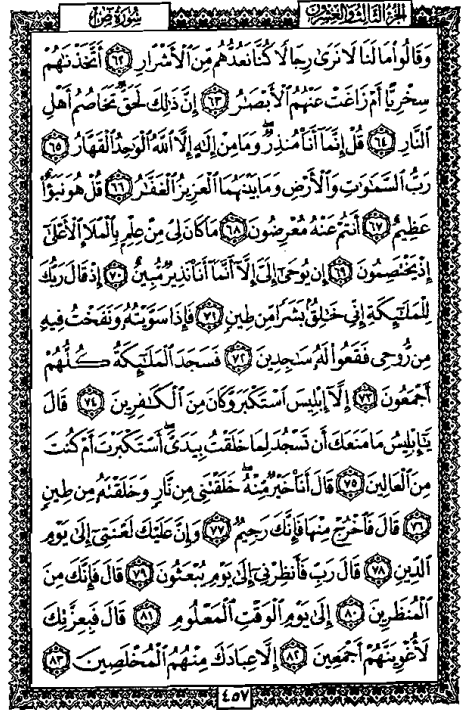 سُورَةُ صٓ
الجزء الثالث والعشرون
وَقَالُوا۟ مَا لَنَا لَا نَرَىٰ رِجَالًا كُنَّا نَعُدُّهُم مِّنَ ٱلْأَشْرَارِ ٦٢ أَتَّخَذْنَٰهُمْ
سِخْرِيًّا أَمْ زَاغَتْ عَنْهُمُ ٱلْأَبْصَٰرُ ٦٣ إِنَّ ذَٰلِكَ لَحَقٌّ تَخَاصُمُ أَهْلِ
ٱلنَّارِ ٦٤ قُلْ إِنَّمَآ أَنَا۠ مُنذِرٌ ۖ وَمَا مِنْ إِلَٰهٍ إِلَّا ٱللَّهُ ٱلْوَٰحِدُ ٱلْقَهَّارُ ٦٥
رَبُّ ٱلسَّمَٰوَٰتِ وَٱلْأَرْضِ وَمَا بَيْنَهُمَا ٱلْعَزِيزُ ٱلْغَفَّٰرُ ٦٦ قُلْ هُوَ نَبَؤٌا۟
عَظِيمٌ ٦٧ أَنتُمْ عَنْهُ مُعْرِضُونَ ٦٨ مَا كَانَ لِىَ مِنْ عِلْمٍۭ بِٱلْمَلَإِ ٱلْأَعْلَىٰٓ
إِذْ يَخْتَصِمُونَ ٦٩ إِن يُوحَىٰٓ إِلَىَّ إِلَّآ أَنَّمَآ أَنَا۠ نَذِيرٌ مُّبِينٌ ٧٠ إِذْ قَالَ رَبُّكَ
لِلْمَلَٰٓئِكَةِ إِنِّى خَٰلِقٌۢ بَشَرًا مِّن طِينٍ ٧١ فَإِذَا سَوَّيْتُهُۥ وَنَفَخْتُ فِيهِ
مِن رُّوحِى فَقَعُوا۟ لَهُۥ سَٰجِدِينَ ٧٢ فَسَجَدَ ٱلْمَلَٰٓئِكَةُ كُلُّهُمْ
أَجْمَعُونَ ٧٣ إِلَّآ إِبْلِيسَ ٱسْتَكْبَرَ وَكَانَ مِنَ ٱلْكَٰفِرِينَ ٧٤ قَالَ
يَٰٓإِبْلِيسُ مَا مَنَعَكَ أَن تَسْجُدَ لِمَا خَلَقْتُ بِيَدَىَّ ۖ أَسْتَكْبَرْتَ أَمْ كُنتَ
مِنَ ٱلْعَالِينَ ٧٥ قَالَ أَنَا۠ خَيْرٌ مِّنْهُ ۖ خَلَقْتَنِى مِن نَّارٍ وَخَلَقْتَهُۥ مِن طِينٍ
٧٦ قَالَ فَٱخْرُجْ مِنْهَا فَإِنَّكَ رَجِيمٌ ٧٧ وَإِنَّ عَلَيْكَ لَعْنَتِىٓ إِلَىٰ يَوْمِ
ٱلدِّينِ ٧٨ قَالَ رَبِّ فَأَنظِرْنِىٓ إِلَىٰ يَوْمِ يُبْعَثُونَ ٧٩ قَالَ فَإِنَّكَ مِنَ
ٱلْمُنظَرِينَ ٨٠ إِلَىٰ يَوْمِ ٱلْوَقْتِ ٱلْمَعْلُومِ ٨١ قَالَ فَبِعِزَّتِكَ
لَأُغْوِيَنَّهُمْ أَجْمَعِينَ ٨٢ إِلَّا عِبَادَكَ مِنْهُمُ ٱلْمُخْلَصِينَ ٨٣
٤٥٧